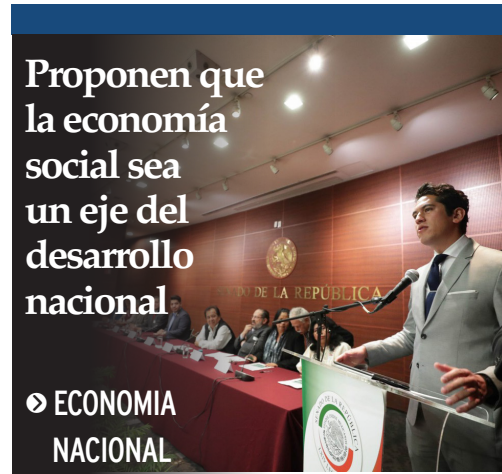 Proponen que
la economía
social sea
un eje del
desarrollo
nacional
DE LA REPÚBLICA
ECONOMIA
NACIONAL